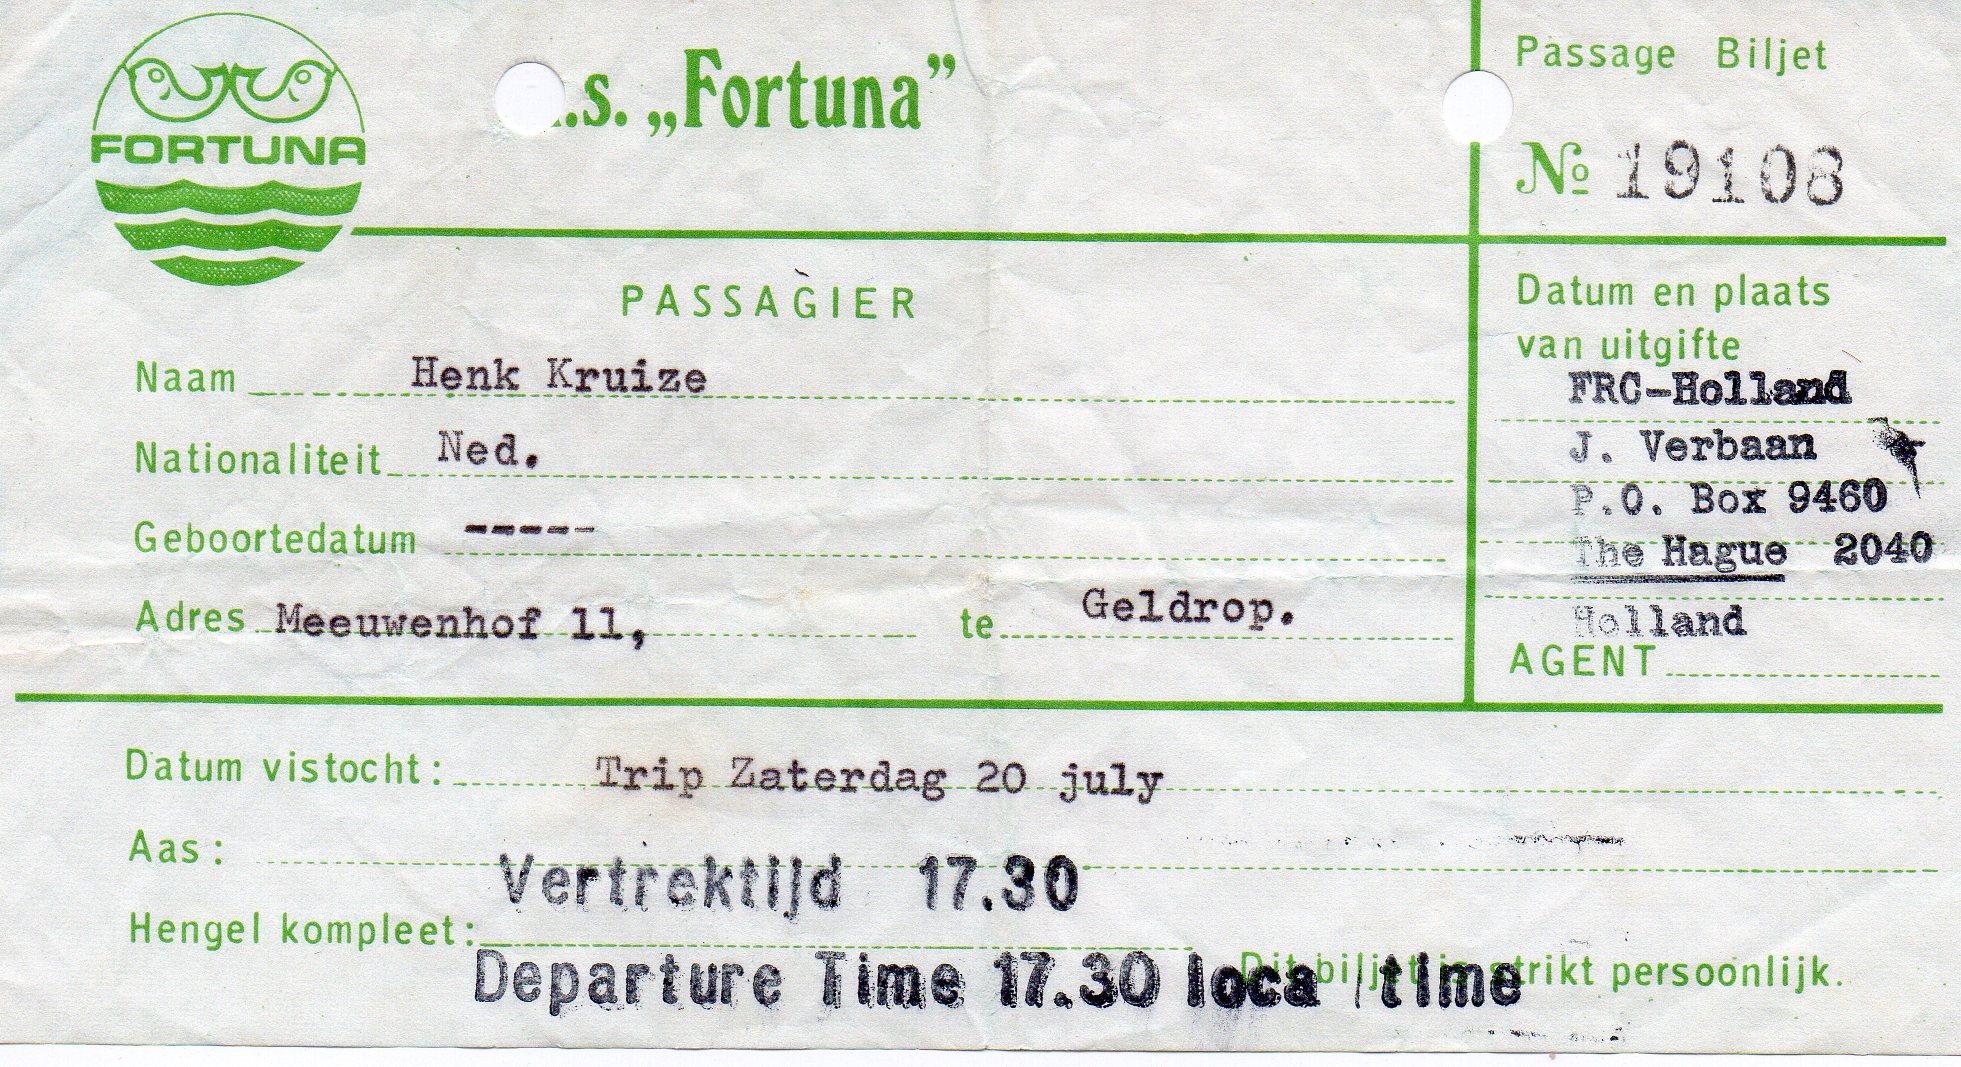 FORTUNA
.s. „Fortuna”
Passage Biljet
No 19108
PASSAGIER
Naam Henk Kruize
Nationaliteit Ned.
Geboortedatum -----
Adres Meeuwenhof 11, te Geldrop.
Datum en plaats
van uitgifte
FRC-Holland
J. Verbaan
P.O. Box 9460
The Hague 2040
Holland
AGENT
Datum vistocht: Trip Zaterdag 20 july
Aas:
Vertrektijd 17.30
Hengel kompleet:
Dit biljet is strikt persoonlijk.
Departure Time 17.30 local time